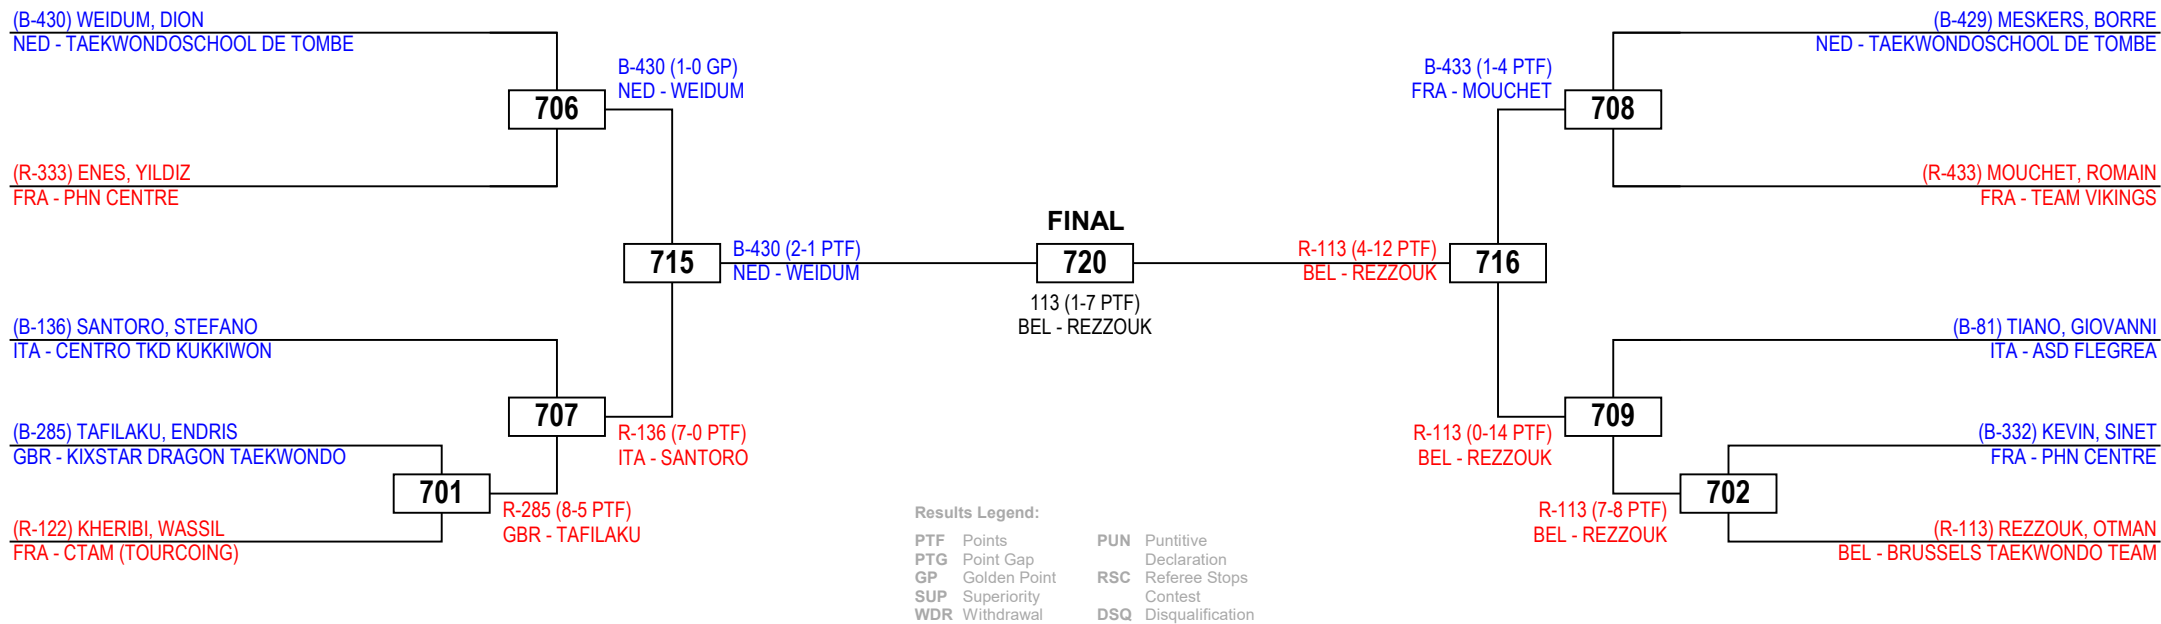 (B-430) WEIDUM, DION
NED - TAEKWONDOSCHOOL DE TOMBE
B-430 (1-0 GP)
NED - WEIDUM
706
(R-333) ENES, YILDIZ
FRA - PHN CENTRE
715
B-430 (2-1 PTF)
NED - WEIDUM
(B-136) SANTORO, STEFANO
ITA - CENTRO TKD KUKKIWON
707
R-136 (7-0 PTF)
ITA - SANTORO
(B-285) TAFILAKU, ENDRIS
GBR - KIXSTAR DRAGON TAEKWONDO
701
R-285 (8-5 PTF)
GBR - TAFILAKU
(R-122) KHERIBI, WASSIL
FRA - CTAM (TOURCOING)
FINAL
720
113 (1-7 PTF)
BEL - REZZOUK
(B-429) MESKERS, BORRE
NED - TAEKWONDOSCHOOL DE TOMBE
B-433 (1-4 PTF)
FRA - MOUCHET
708
(R-433) MOUCHET, ROMAIN
FRA - TEAM VIKINGS
R-113 (4-12 PTF)
BEL - REZZOUK
716
(B-81) TIANO, GIOVANNI
ITA - ASD FLEGREA
709
R-113 (0-14 PTF)
BEL - REZZOUK
(B-332) KEVIN, SINET
FRA - PHN CENTRE
702
R-113 (7-8 PTF)
BEL - REZZOUK
(R-113) REZZOUK, OTMAN
BEL - BRUSSELS TAEKWONDO TEAM
Results Legend:
PTF Points
PTG Point Gap
GP Golden Point
SUP Superiority
WDR Withdrawal
PUN Puntitive
Declaration
RSC Referee Stops
Contest
DSQ Disqualification